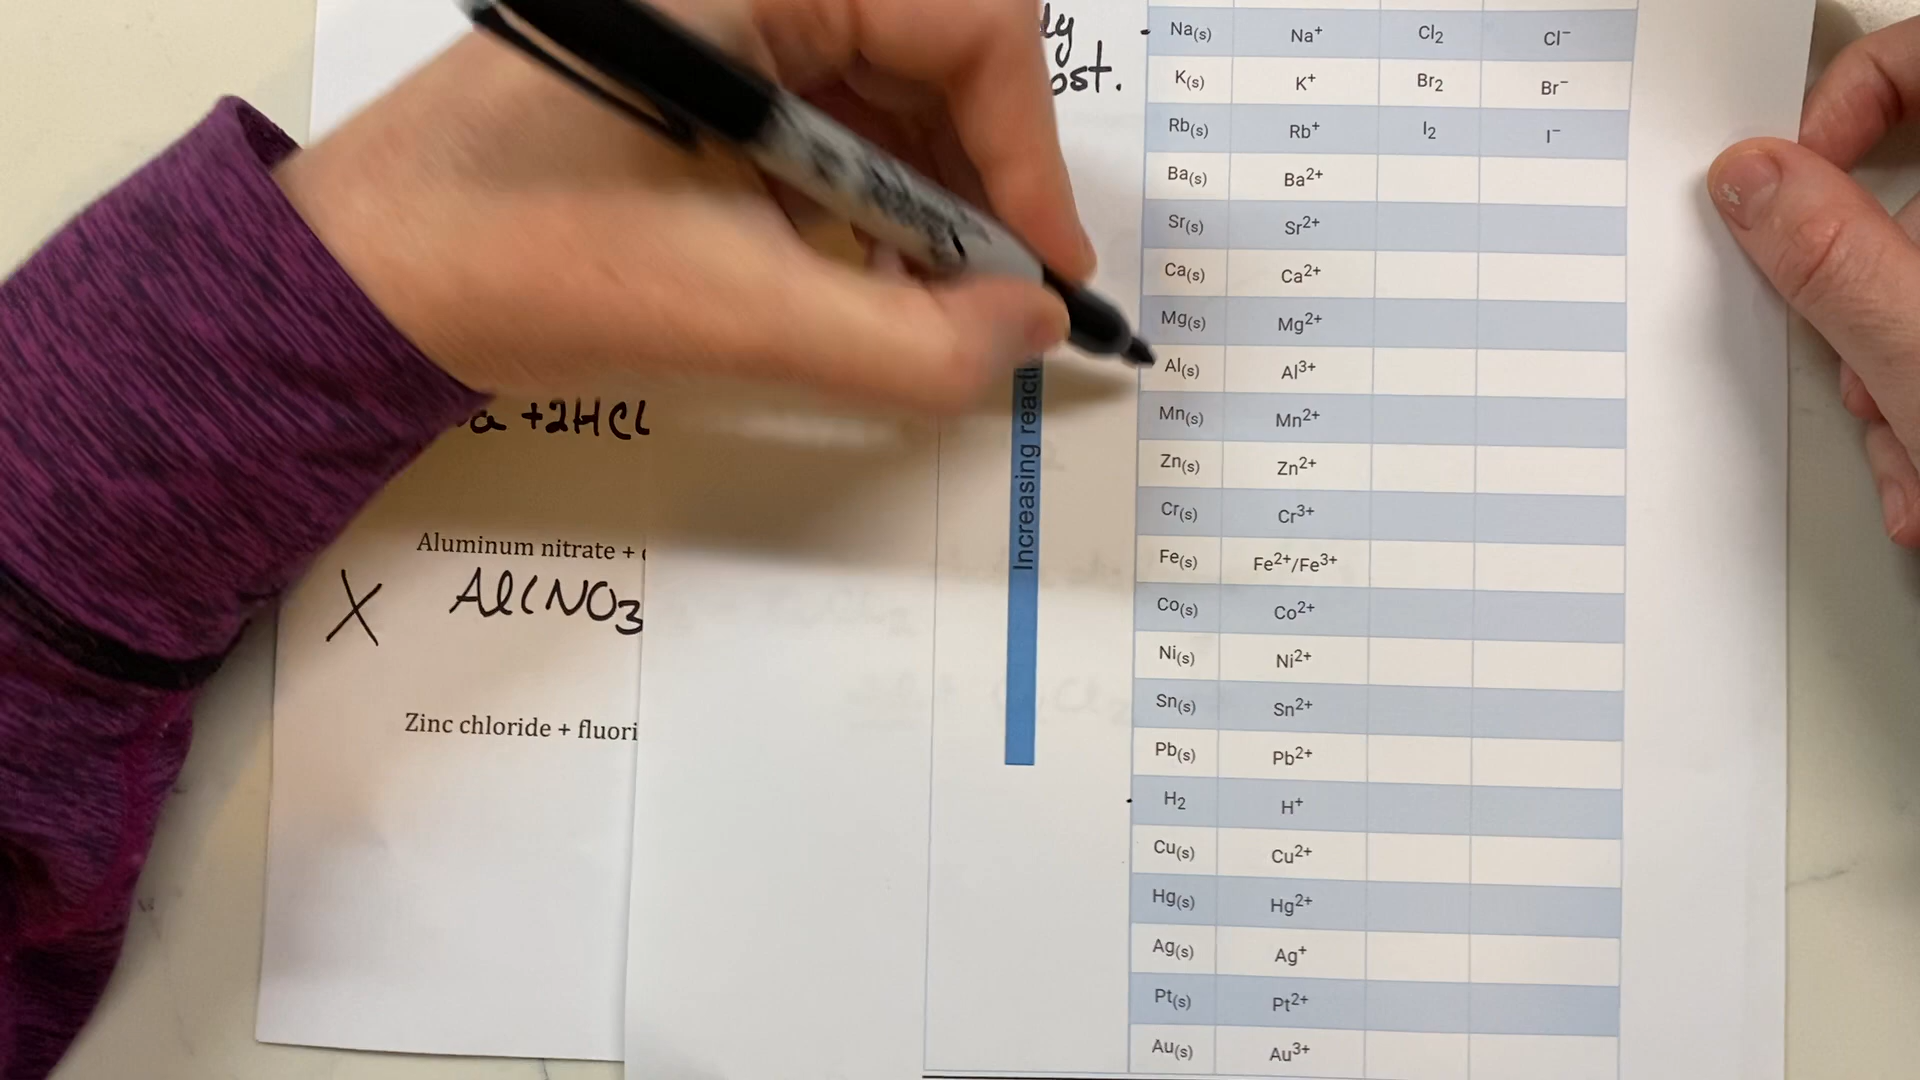 ly
ost.
Na(s) Na⁺ Cl₂ Cl⁻
K(s) K⁺ Br₂ Br⁻
Rb(s) Rb⁺ I₂ I⁻
Ba(s) Ba²⁺
Sr(s) Sr²⁺
Ca(s) Ca²⁺
Mg(s) Mg²⁺
Al(s) Al³⁺
Mn(s) Mn²⁺
Zn(s) Zn²⁺
Cr(s) Cr³⁺
Fe(s) Fe²⁺/Fe³⁺
Co(s) Co²⁺
Ni(s) Ni²⁺
Sn(s) Sn²⁺
Pb(s) Pb²⁺
H₂ H⁺
Cu(s) Cu²⁺
Hg(s) Hg²⁺
Ag(s) Ag⁺
Pt(s) Pt²⁺
Au(s) Au³⁺
Increasing reacti
a +2HCl
Aluminum nitrate +
X Al(NO₃
Zinc chloride + fluori